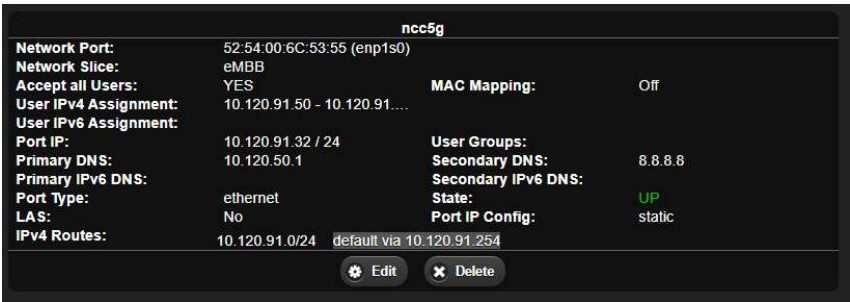 ncc5g
Network Port: 52:54:00:6C:53:55 (enp1s0)
Network Slice: eMBB
Accept all Users: YES MAC Mapping: Off
User IPv4 Assignment: 10.120.91.50 - 10.120.91....
User IPv6 Assignment:
Port IP: 10.120.91.32 / 24 User Groups:
Primary DNS: 10.120.50.1 Secondary DNS: 8.8.8.8
Primary IPv6 DNS: Secondary IPv6 DNS:
Port Type: ethernet State: UP
LAS: No Port IP Config: static
IPv4 Routes: 10.120.91.0/24 default via 10.120.91.254
Edit Delete